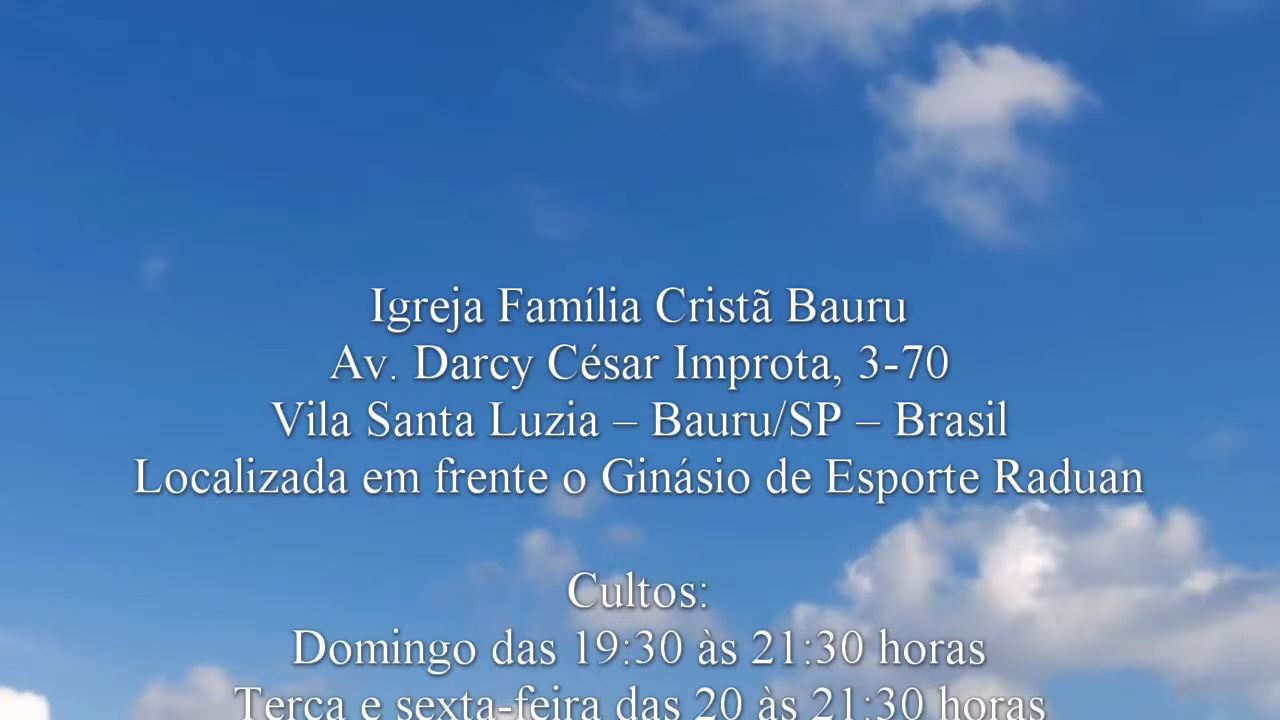 Igreja Família Cristã Bauru
Av. Darcy César Improta, 3-70
Vila Santa Luzia – Bauru/SP – Brasil
Localizada em frente o Ginásio de Esporte Raduan
Cultos:
Domingo das 19:30 às 21:30 horas
Terça e sexta-feira das 20 às 21:30 horas